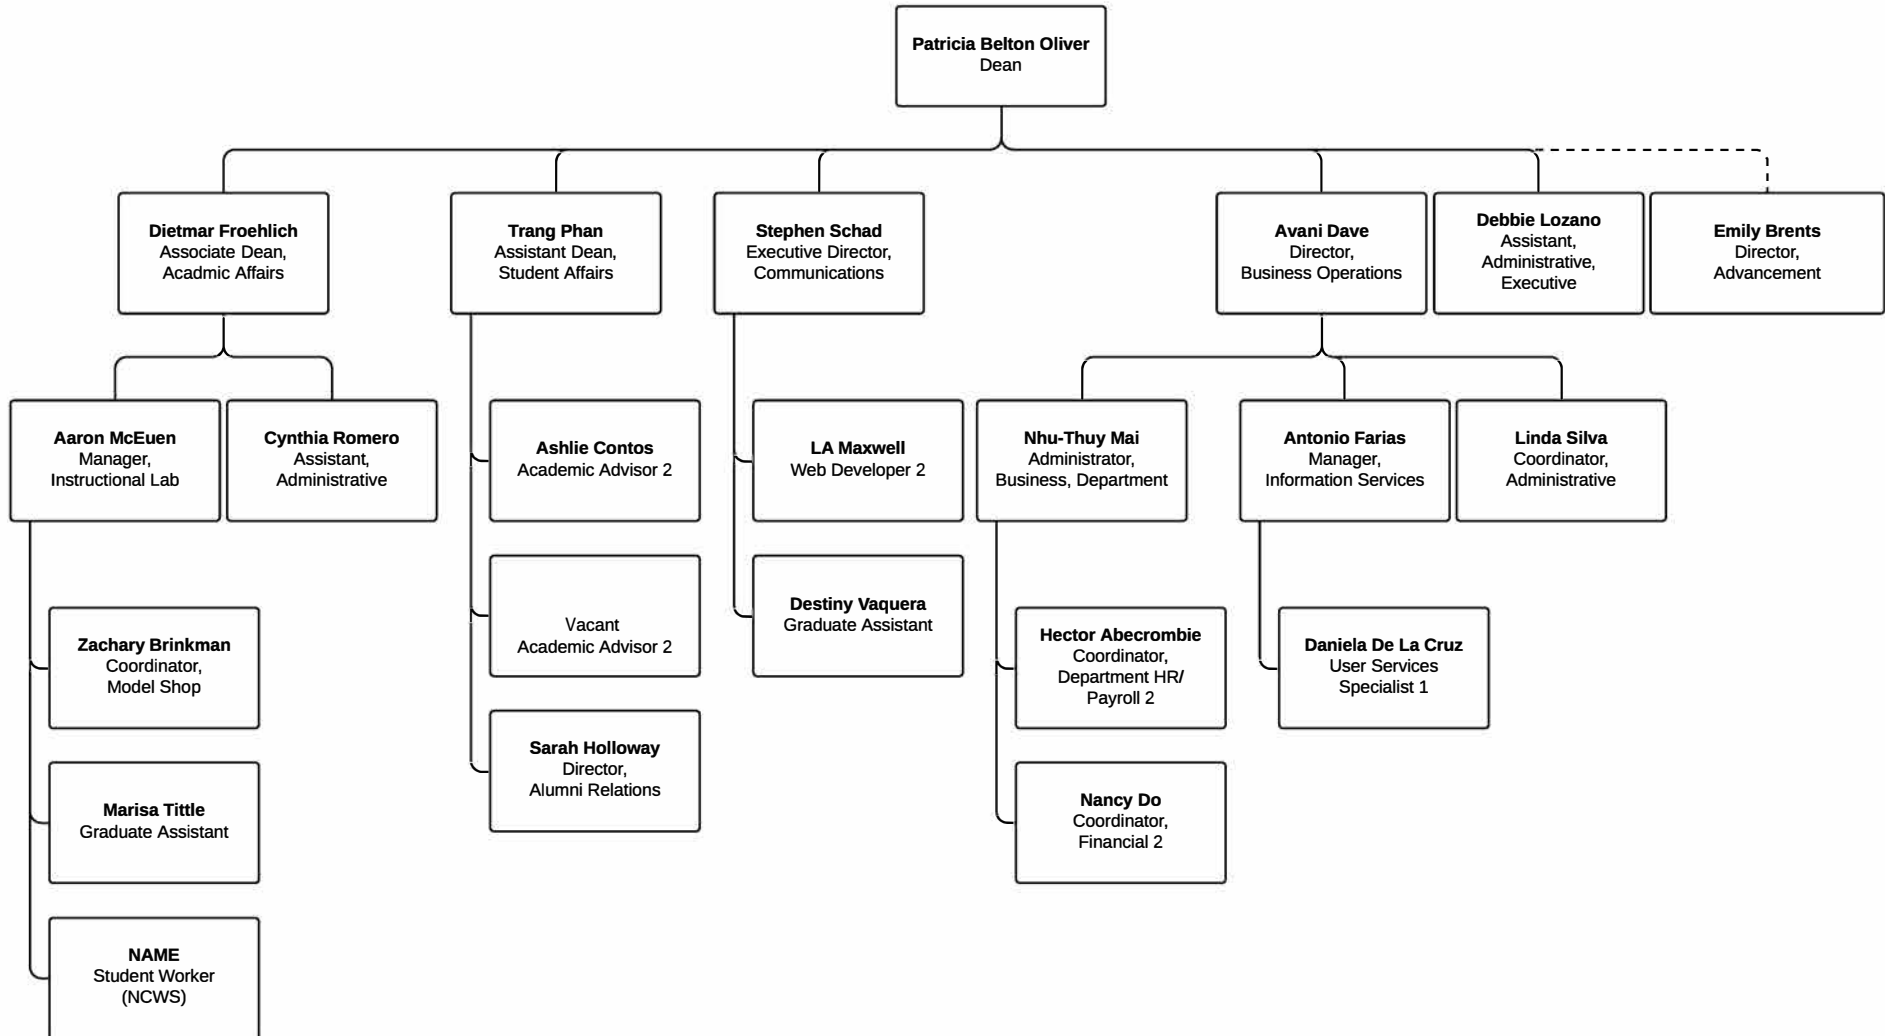 Patricia Belton Oliver
Dean
Dietmar Froehlich
Associate Dean,
Acadmic Affairs
Trang Phan
Assistant Dean,
Student Affairs
Stephen Schad
Executive Director,
Communications
Avani Dave
Director,
Business Operations
Debbie Lozano
Assistant,
Administrative,
Executive
Emily Brents
Director,
Advancement
Aaron McEuen
Manager,
Instructional Lab
Cynthia Romero
Assistant,
Administrative
Ashlie Contos
Academic Advisor 2
LA Maxwell
Web Developer 2
Nhu-Thuy Mai
Administrator,
Business, Department
Antonio Farias
Manager,
Information Services
Linda Silva
Coordinator,
Administrative
Vacant
Academic Advisor 2
Destiny Vaquera
Graduate Assistant
Zachary Brinkman
Coordinator,
Model Shop
Hector Abecrombie
Coordinator,
Department HR/
Payroll 2
Daniela De La Cruz
User Services
Specialist 1
Sarah Holloway
Director,
Alumni Relations
Marisa Tittle
Graduate Assistant
Nancy Do
Coordinator,
Financial 2
NAME
Student Worker
(NCWS)